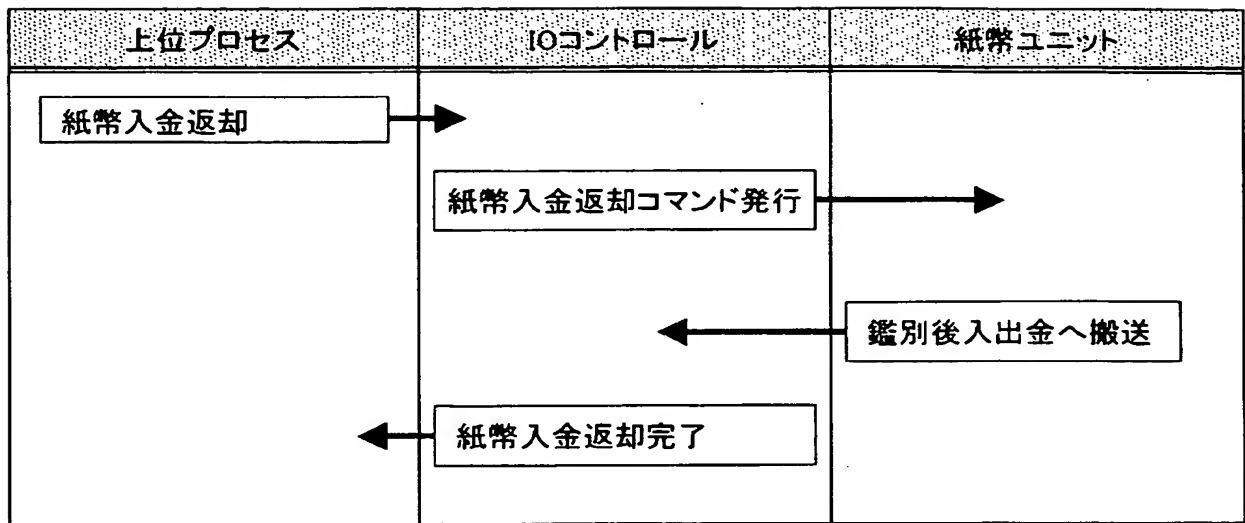 上位プロセス
IOコントロール
紙幣ユニット
紙幣入金返却
紙幣入金返却コマンド発行
鑑別後入出金へ搬送
紙幣入金返却完了